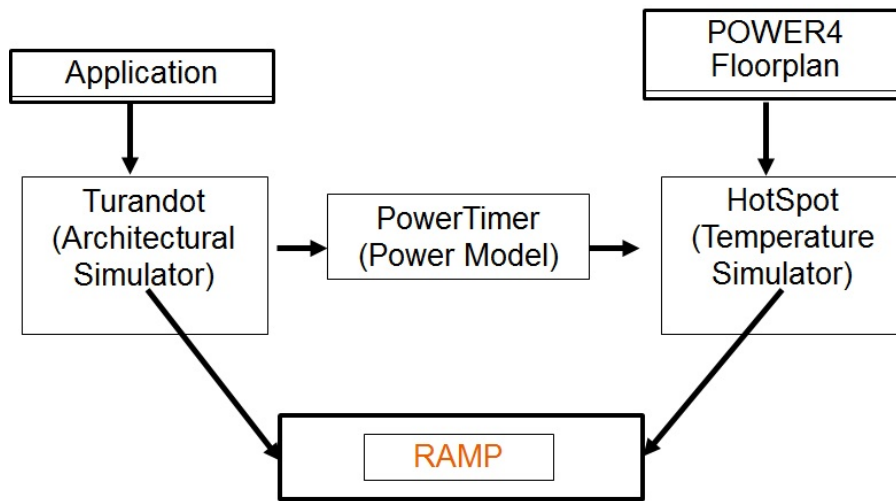 Application
POWER4
Floorplan
Turandot
(Architectural
Simulator)
PowerTimer
(Power Model)
HotSpot
(Temperature
Simulator)
RAMP